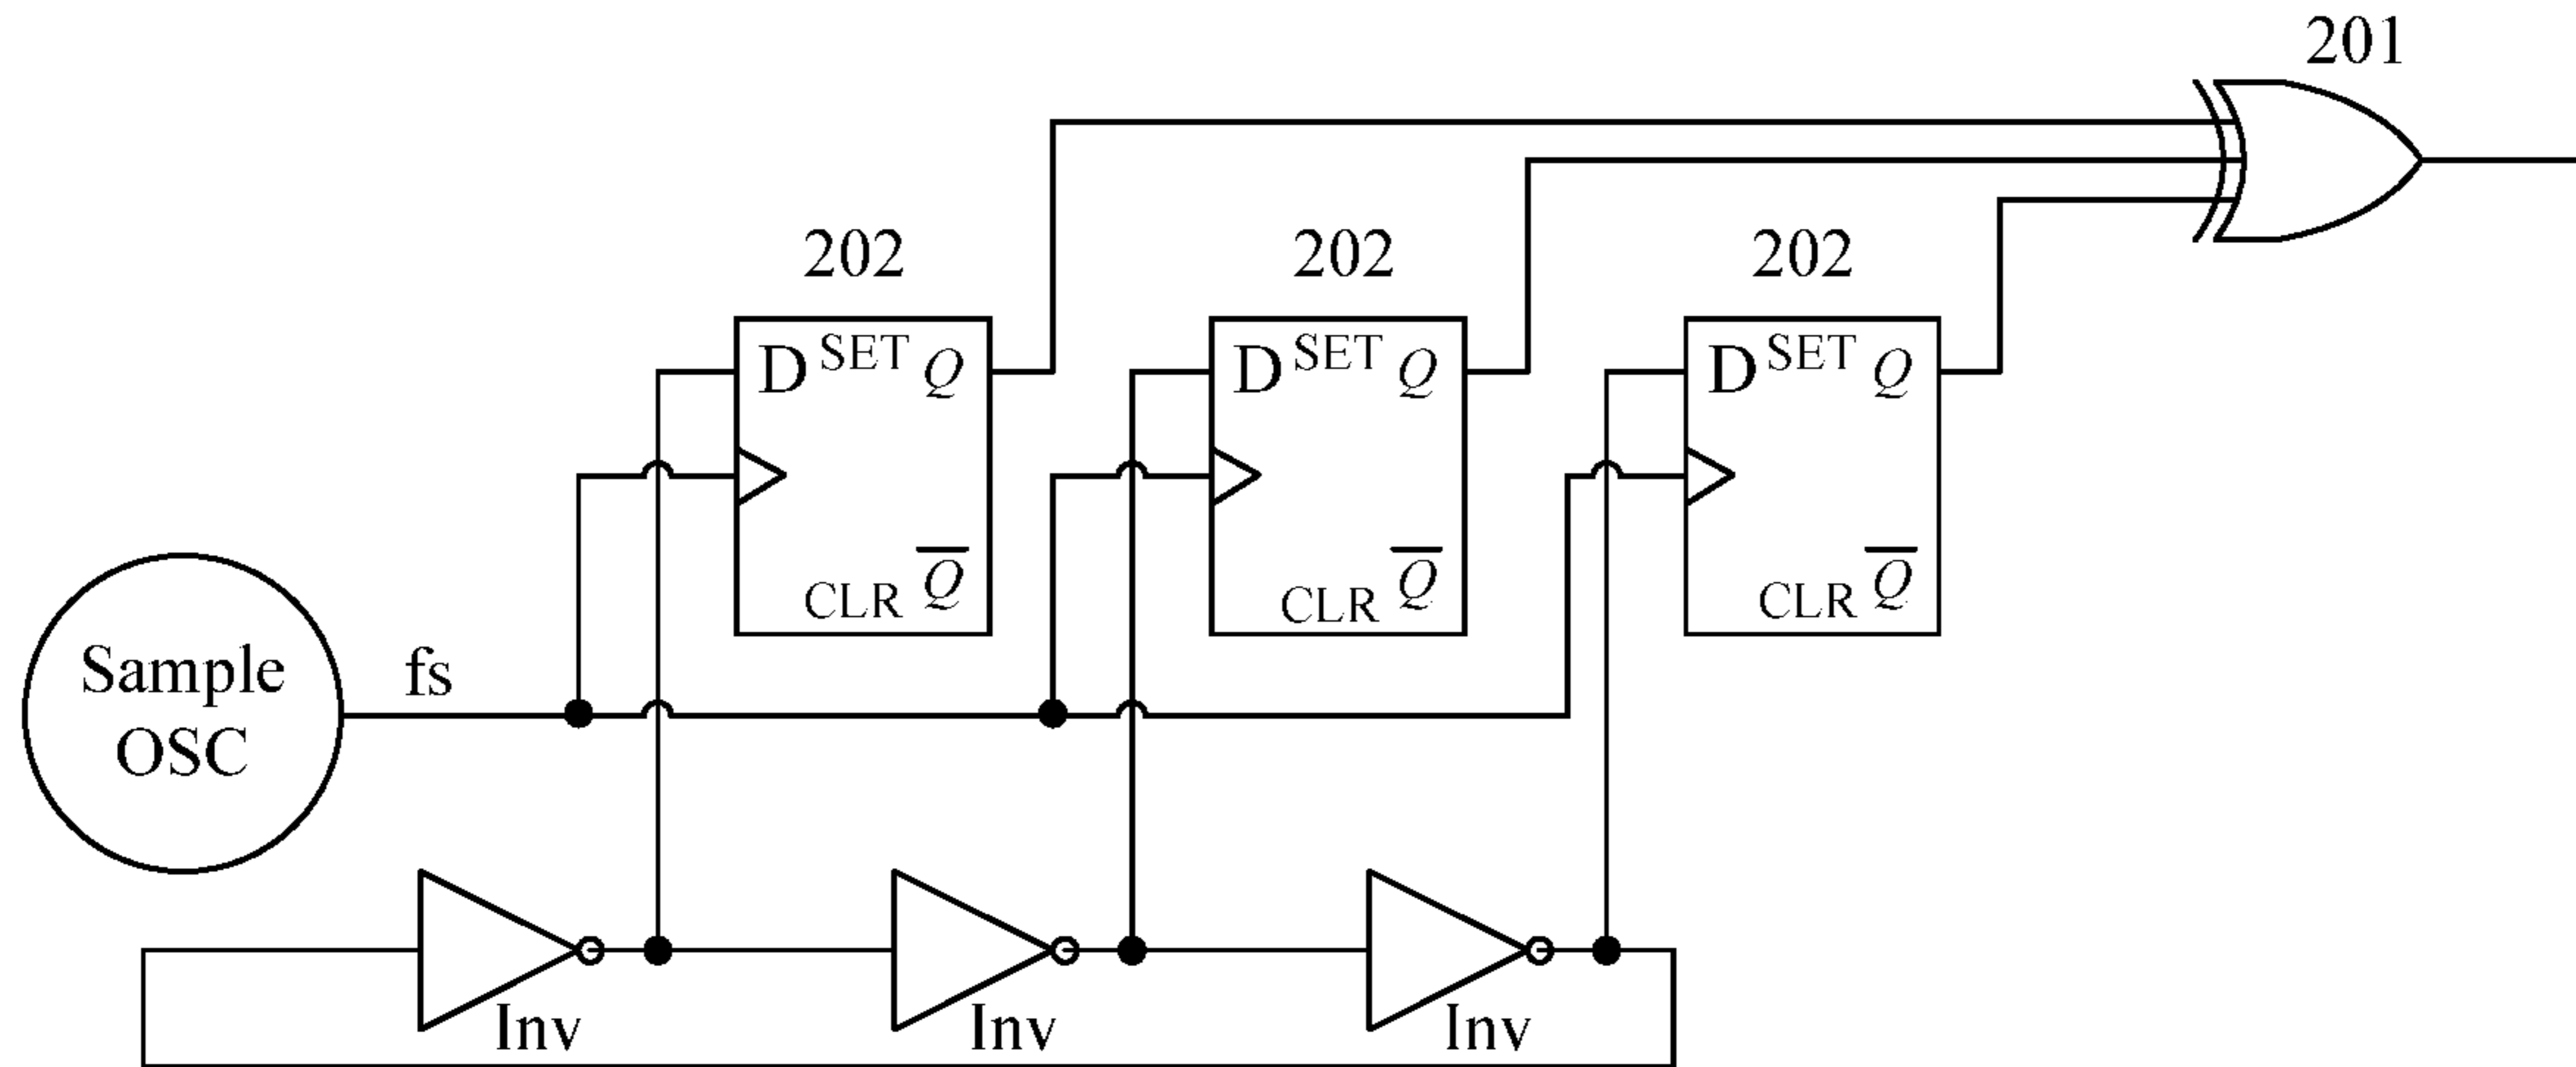 201
202
202
202
D SET Q
D SET Q
D SET Q
CLR Q̅
CLR Q̅
CLR Q̅
Sample
OSC
fs
Inv
Inv
Inv